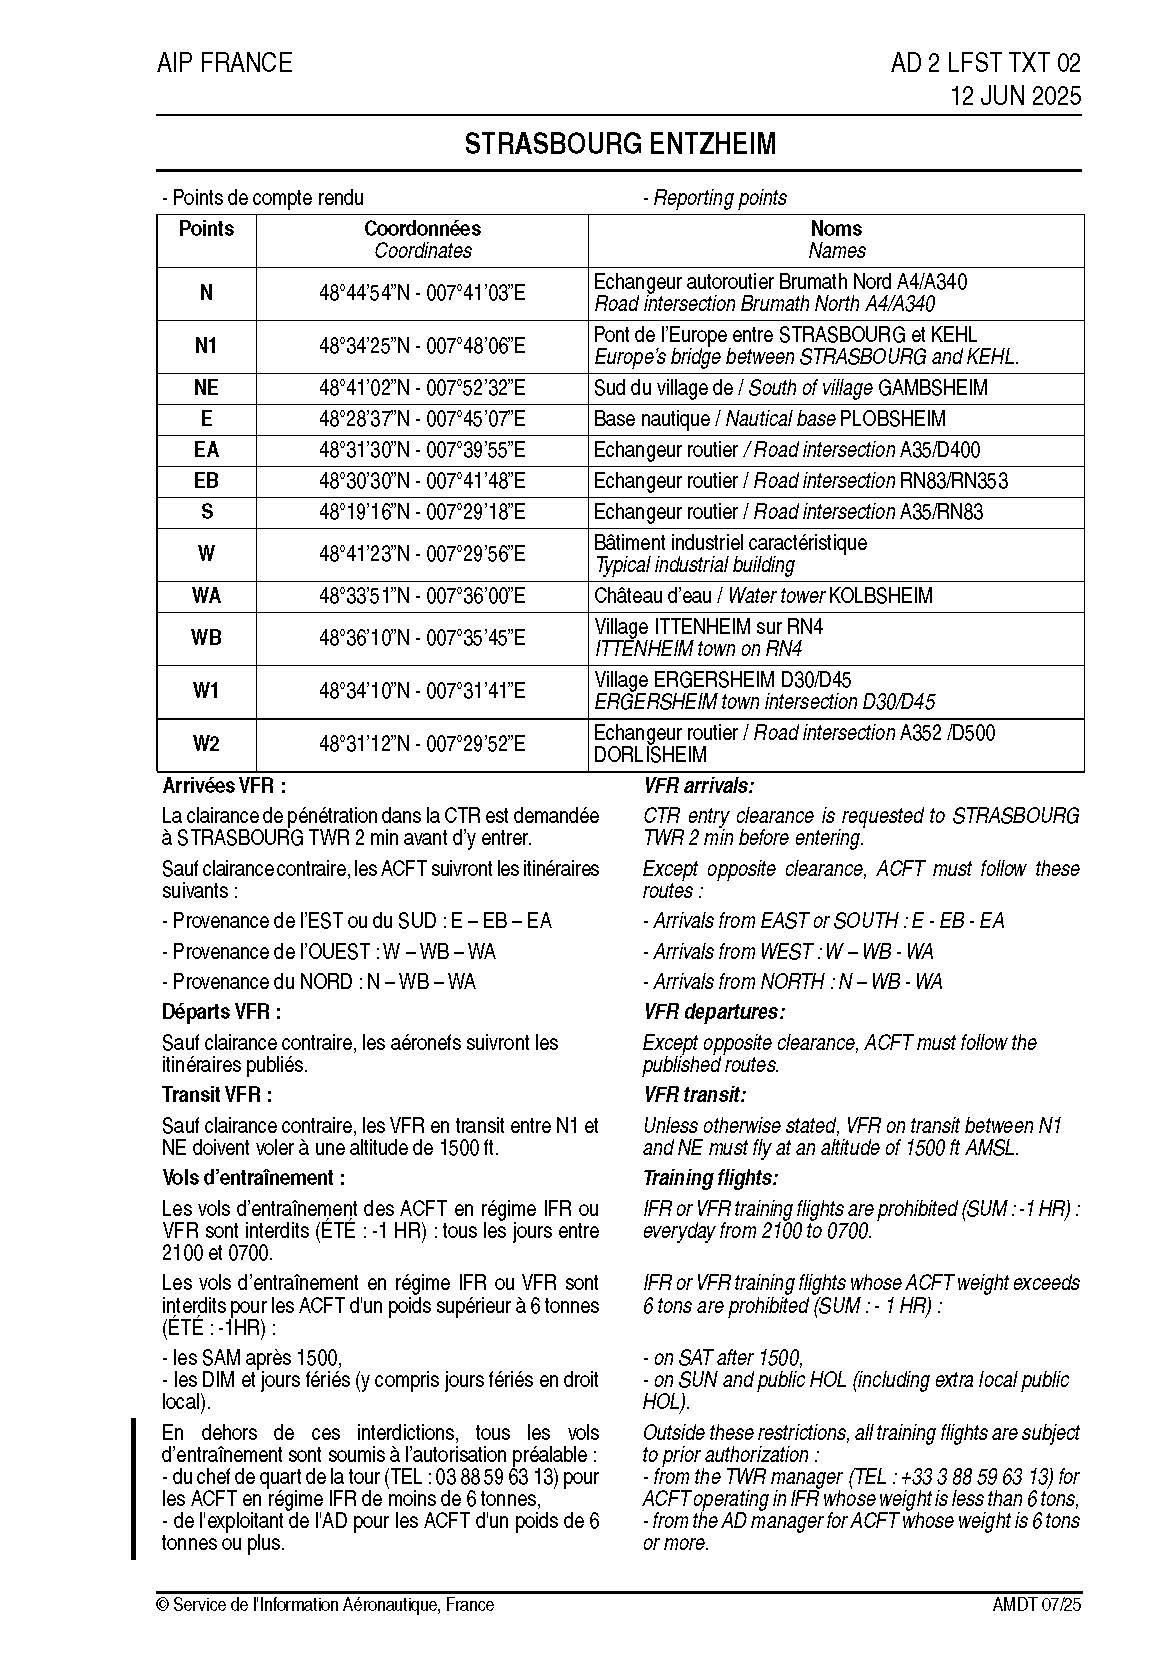 AIP FRANCE
AD 2 LFST TXT 02
12 JUN 2025
STRASBOURG ENTZHEIM
- Points de compte rendu
- Reporting points
Points
Coordonnées
Coordinates
Noms
Names
N
48°44’54”N - 007°41’03”E
Echangeur autoroutier Brumath Nord A4/A340
Road intersection Brumath North A4/A340
N1
48°34’25”N - 007°48’06”E
Pont de l’Europe entre STRASBOURG et KEHL
Europe’s bridge between STRASBOURG and KEHL.
NE
48°41’02”N - 007°52’32”E
Sud du village de / South of village GAMBSHEIM
E
48°28’37”N - 007°45’07”E
Base nautique / Nautical base PLOBSHEIM
EA
48°31’30”N - 007°39’55”E
Echangeur routier / Road intersection A35/D400
EB
48°30’30”N - 007°41’48”E
Echangeur routier / Road intersection RN83/RN353
S
48°19’16”N - 007°29’18”E
Echangeur routier / Road intersection A35/RN83
W
48°41’23”N - 007°29’56”E
Bâtiment industriel caractéristique
Typical industrial building
WA
48°33’51”N - 007°36’00”E
Château d’eau / Water tower KOLBSHEIM
WB
48°36’10”N - 007°35’45”E
Village ITTENHEIM sur RN4
ITTENHEIM town on RN4
W1
48°34’10”N - 007°31’41”E
Village ERGERSHEIM D30/D45
ERGERSHEIM town intersection D30/D45
W2
48°31’12”N - 007°29’52”E
Echangeur routier / Road intersection A352 /D500
DORLISHEIM
Arrivées VFR :
La clairance de pénétration dans la CTR est demandée
à STRASBOURG TWR 2 min avant d’y entrer.
Sauf clairance contraire, les ACFT suivront les itinéraires
suivants :
- Provenance de l’EST ou du SUD : E – EB – EA
- Provenance de l’OUEST : W – WB – WA
- Provenance du NORD : N – WB – WA
Départs VFR :
Sauf clairance contraire, les aéronefs suivront les
itinéraires publiés.
Transit VFR :
Sauf clairance contraire, les VFR en transit entre N1 et
NE doivent voler à une altitude de 1500 ft.
Vols d’entraînement :
Les vols d’entraînement des ACFT en régime IFR ou
VFR sont interdits (ÉTÉ : -1 HR) : tous les jours entre
2100 et 0700.
Les vols d’entraînement en régime IFR ou VFR sont
interdits pour les ACFT d'un poids supérieur à 6 tonnes
(ÉTÉ : -1HR) :
- les SAM après 1500,
- les DIM et jours fériés (y compris jours fériés en droit
local).
En dehors de ces interdictions, tous les vols
d’entraînement sont soumis à l’autorisation préalable :
- du chef de quart de la tour (TEL : 03 88 59 63 13) pour
les ACFT en régime IFR de moins de 6 tonnes,
- de l'exploitant de l'AD pour les ACFT d'un poids de 6
tonnes ou plus.
VFR arrivals:
CTR entry clearance is requested to STRASBOURG
TWR 2 min before entering.
Except opposite clearance, ACFT must follow these
routes :
- Arrivals from EAST or SOUTH : E - EB - EA
- Arrivals from WEST : W – WB - WA
- Arrivals from NORTH : N – WB - WA
VFR departures:
Except opposite clearance, ACFT must follow the
published routes.
VFR transit:
Unless otherwise stated, VFR on transit between N1
and NE must fly at an altitude of 1500 ft AMSL.
Training flights:
IFR or VFR training flights are prohibited (SUM : -1 HR) :
everyday from 2100 to 0700.
IFR or VFR training flights whose ACFT weight exceeds
6 tons are prohibited (SUM : - 1 HR) :
- on SAT after 1500,
- on SUN and public HOL (including extra local public
HOL).
Outside these restrictions, all training flights are subject
to prior authorization :
- from the TWR manager (TEL : +33 3 88 59 63 13) for
ACFT operating in IFR whose weight is less than 6 tons,
- from the AD manager for ACFT whose weight is 6 tons
or more.
© Service de l'Information Aéronautique, France
AMDT 07/25